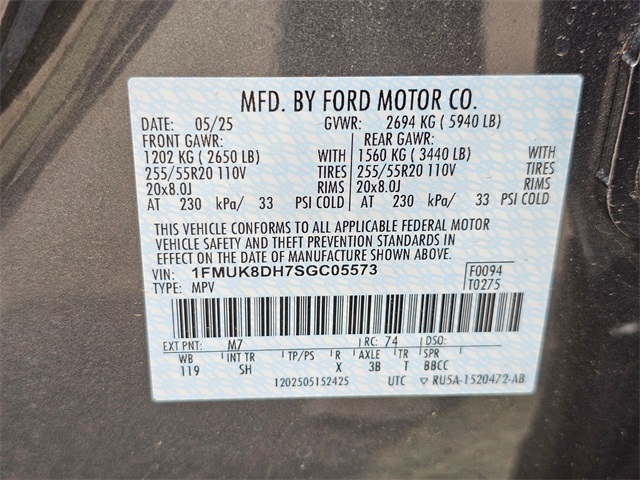 MFD. BY FORD MOTOR CO.
DATE: 05/25 GVWR: 2694 KG ( 5940 LB)
FRONT GAWR: REAR GAWR:
1202 KG ( 2650 LB) WITH 1560 KG ( 3440 LB) WITH
255/55R20 110V TIRES 255/55R20 110V TIRES
20x8.0J RIMS 20x8.0J RIMS
AT 230 kPa/ 33 PSI COLD AT 230 kPa/ 33 PSI COLD
THIS VEHICLE CONFORMS TO ALL APPLICABLE FEDERAL MOTOR
VEHICLE SAFETY AND THEFT PREVENTION STANDARDS IN
EFFECT ON THE DATE OF MANUFACTURE SHOWN ABOVE.
VIN: 1FMUK8DH7SGC05573 F0094
TYPE: MPV T0275
EXT PNT: M7 RC: 74 DSO:
WB INT TR TP/PS R AXLE TR SPR
119 SH X 3B T BBCC
1202505152425 UTC ▽ RU5A-1520472-AB